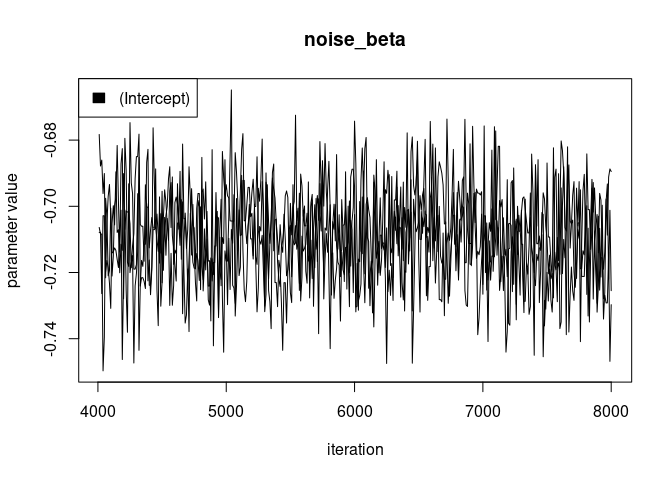 noise_beta
(Intercept)
parameter value
-0.68
-0.70
-0.72
-0.74
4000 5000 6000 7000 8000
iteration